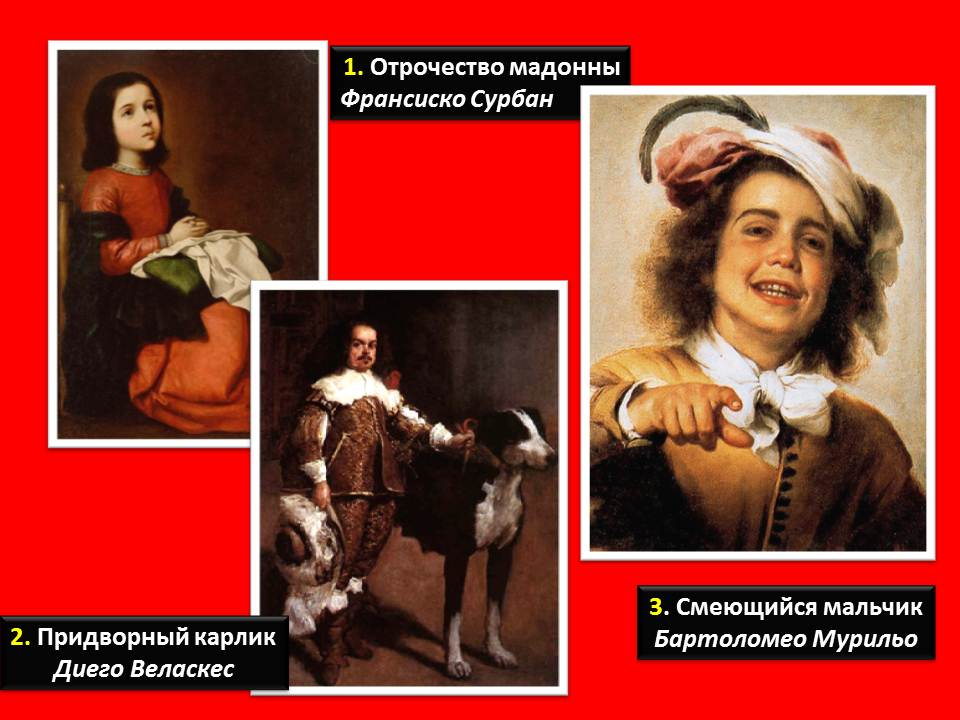 1. Отрочество мадонны
Франсиско Сурбан
2. Придворный карлик
Диего Веласкес
3. Смеющийся мальчик
Бартоломео Мурильо